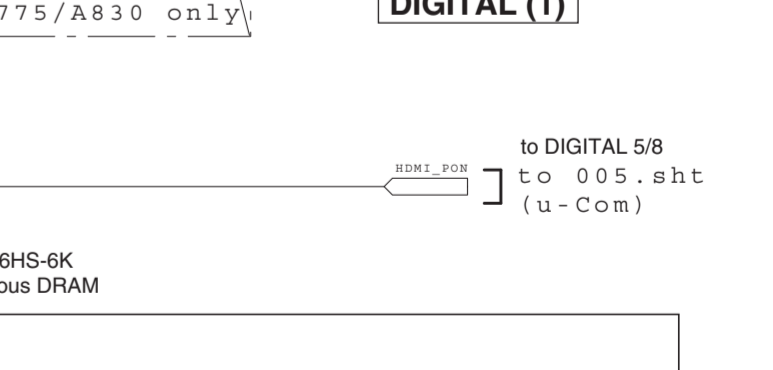 775/A830 only
DIGITAL (1)
to DIGITAL 5/8
HDMI_PON
to 005.sht
(u-Com)
6HS-6K
ous DRAM